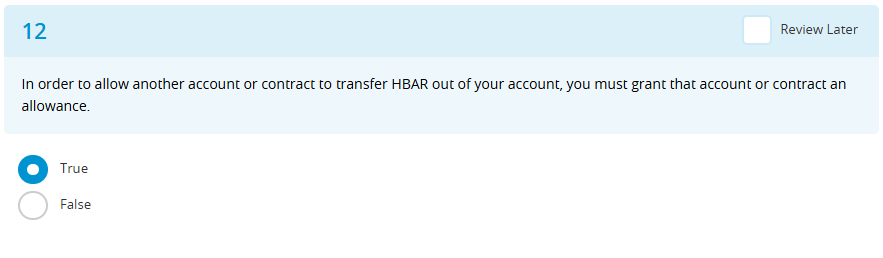 12
Review Later
In order to allow another account or contract to transfer HBAR out of your account, you must grant that account or contract an
allowance.
True
False